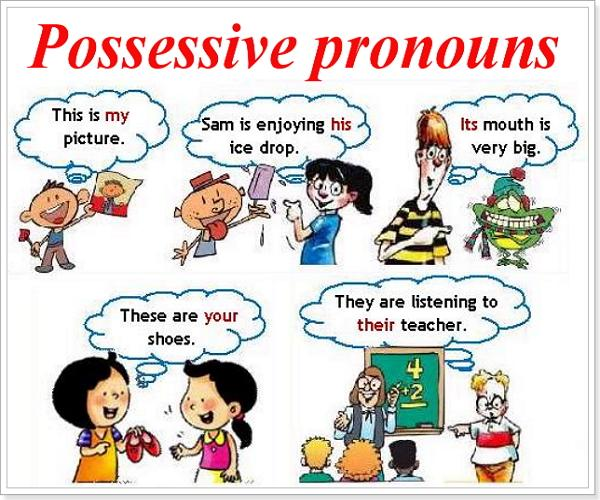 Possessive pronouns
This is my
picture.
Sam is enjoying his
ice drop.
Its mouth is
very big.
These are your
shoes.
They are listening to
their teacher.
4
+2